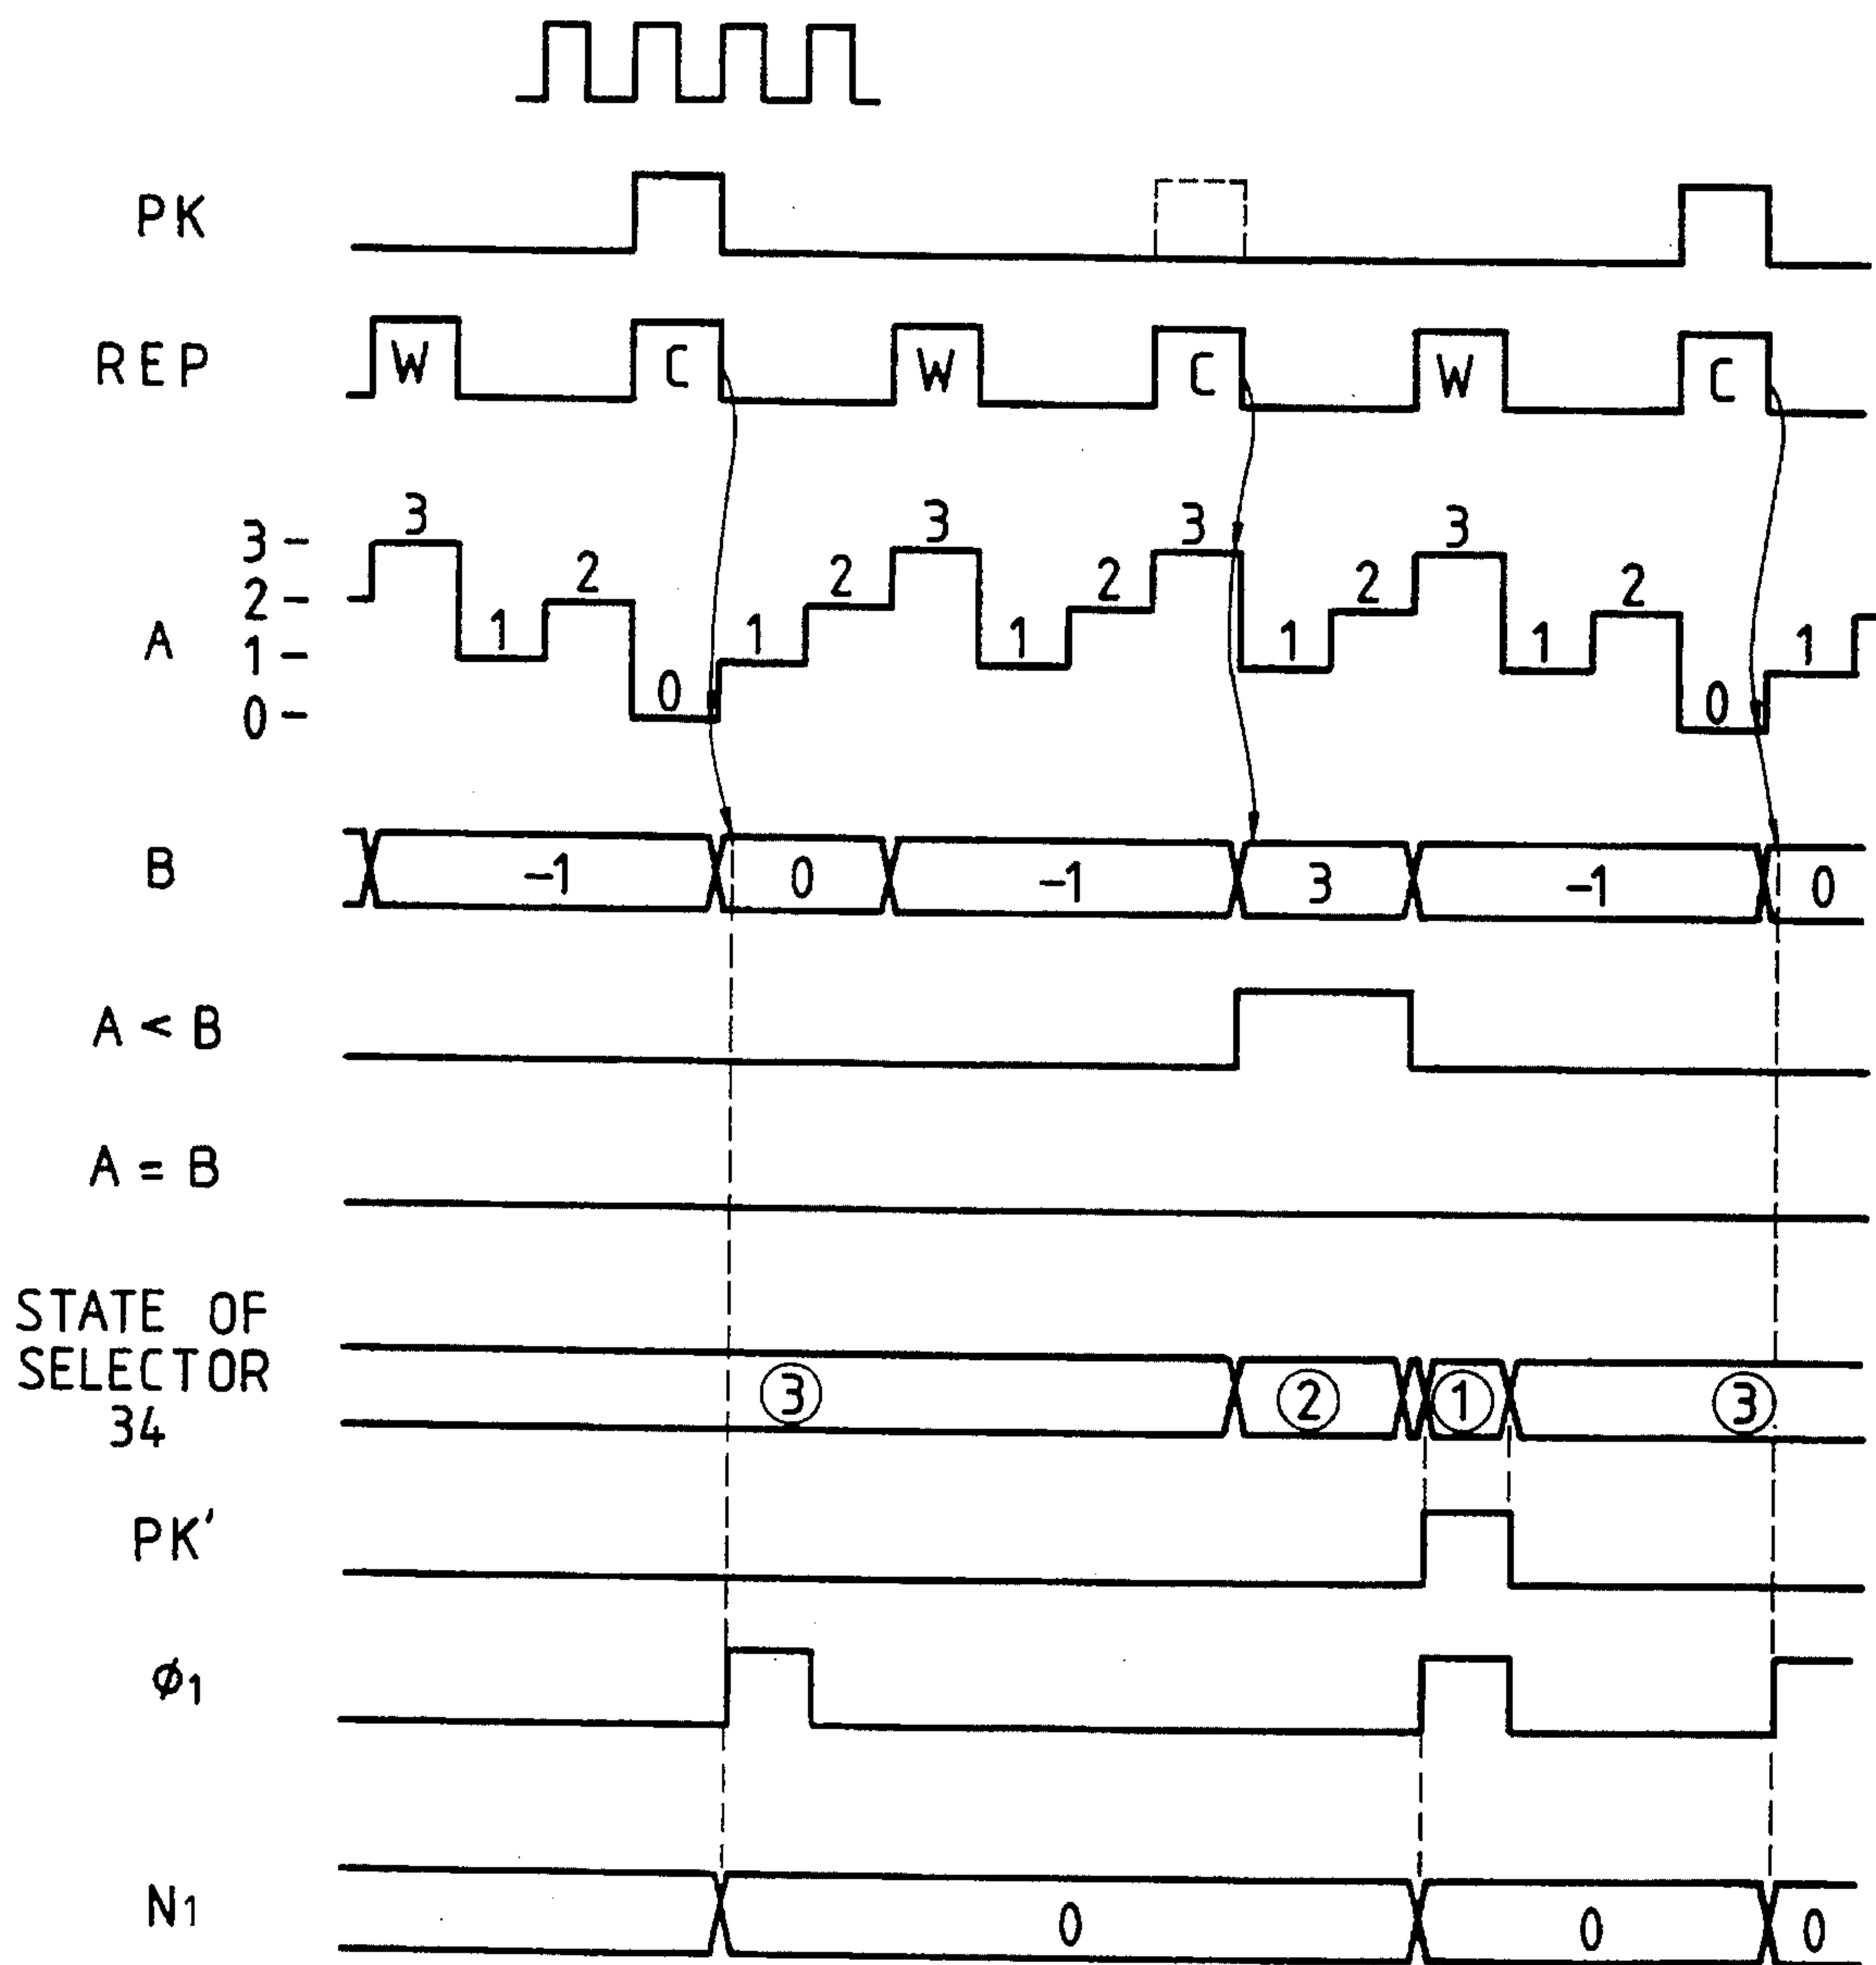 PK
REP W C W C W C
3 2 1 0 1 2 3 1 2 3 1 2 3 1 2 0 1
3 –
2 –
A
1 –
0 –
B -1 0 -1 3 -1 0
A < B
A = B
STATE OF
SELECTOR
34
③ ② ① ③
PK'
ø1
N1 0 0 0